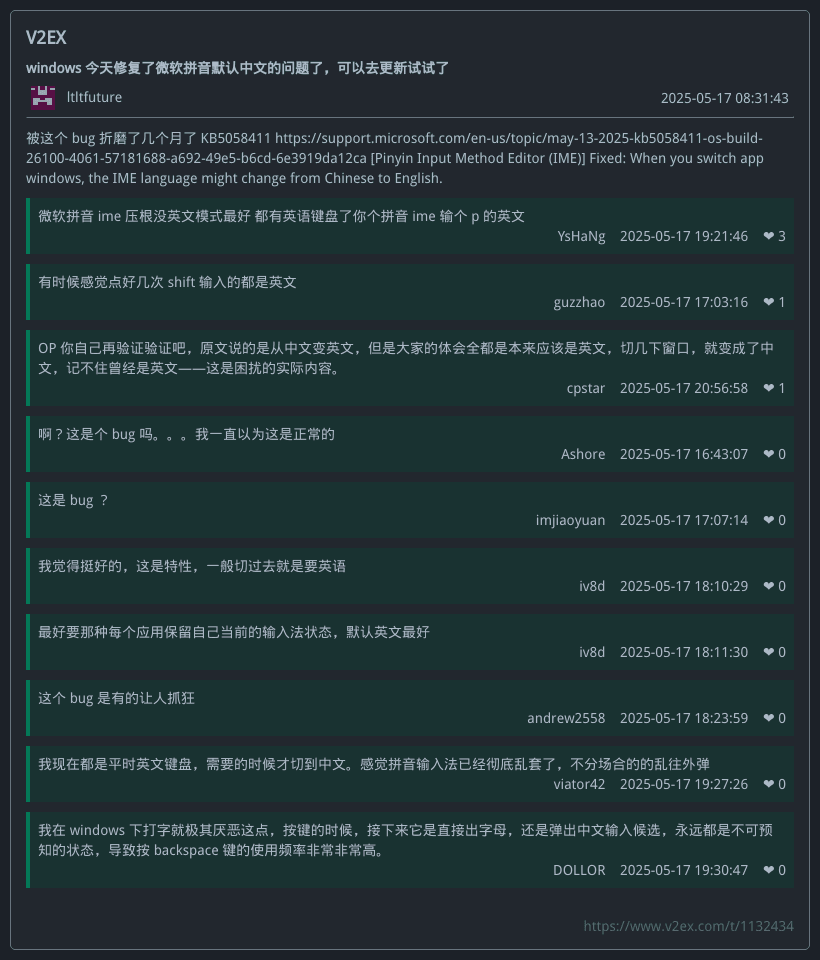 V2EX
windows 今天修复了微软拼音默认中文的问题了，可以去更新试试了
ltltfuture 2025-05-17 08:31:43
被这个 bug 折磨了几个月了 KB5058411 https://support.microsoft.com/en-us/topic/may-13-2025-kb5058411-os-build-
26100-4061-57181688-a692-49e5-b6cd-6e3919da12ca [Pinyin Input Method Editor (IME)] Fixed: When you switch app
windows, the IME language might change from Chinese to English.
微软拼音 ime 压根没英文模式最好 都有英语键盘了你个拼音 ime 输个 p 的英文
YsHaNg 2025-05-17 19:21:46 ❤ 3
有时候感觉点好几次 shift 输入的都是英文
guzzhao 2025-05-17 17:03:16 ❤ 1
OP 你自己再验证验证吧，原文说的是从中文变英文，但是大家的体会全都是本来应该是英文，切几下窗口，就变成了中
文，记不住曾经是英文——这是困扰的实际内容。
cpstar 2025-05-17 20:56:58 ❤ 1
啊？这是个 bug 吗。。。我一直以为这是正常的
Ashore 2025-05-17 16:43:07 ❤ 0
这是 bug ？
imjiaoyuan 2025-05-17 17:07:14 ❤ 0
我觉得挺好的，这是特性，一般切过去就是要英语
iv8d 2025-05-17 18:10:29 ❤ 0
最好要那种每个应用保留自己当前的输入法状态，默认英文最好
iv8d 2025-05-17 18:11:30 ❤ 0
这个 bug 是有的让人抓狂
andrew2558 2025-05-17 18:23:59 ❤ 0
我现在都是平时英文键盘，需要的时候才切到中文。感觉拼音输入法已经彻底乱套了，不分场合的的乱往外弹
viator42 2025-05-17 19:27:26 ❤ 0
我在 windows 下打字就极其厌恶这点，按键的时候，接下来它是直接出字母，还是弹出中文输入候选，永远都是不可预
知的状态，导致按 backspace 键的使用频率非常非常高。
DOLLOR 2025-05-17 19:30:47 ❤ 0
https://www.v2ex.com/t/1132434